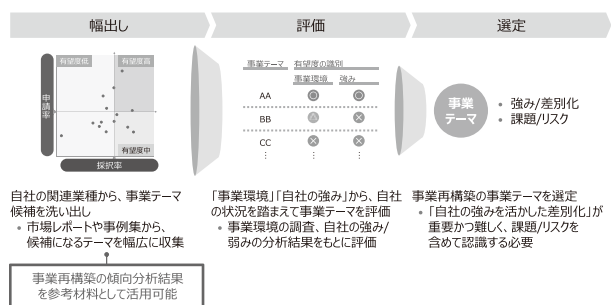 幅出し
評価
選定
有望度低
有望度高
申請率
有望度中
採択率
事業テーマ 有望度の識別
事業環境 強み
AA ◎ ◎
BB △ ×
CC × ×
⋮ ⋮ ⋮
事業
テーマ
• 強み/差別化
• 課題/リスク
自社の関連業種から、事業テーマ
候補を洗い出し
• 市場レポートや事例集から、
候補になるテーマを幅広に収集
事業再構築の傾向分析結果
を参考材料として活用可能
「事業環境」「自社の強み」から、自社
の状況を踏まえて事業テーマを評価
• 事業環境の調査、自社の強み/
弱みの分析結果をもとに評価
事業再構築の事業テーマを選定
• 「自社の強みを活かした差別化」が
重要かつ難しく、課題/リスクを
含めて認識する必要